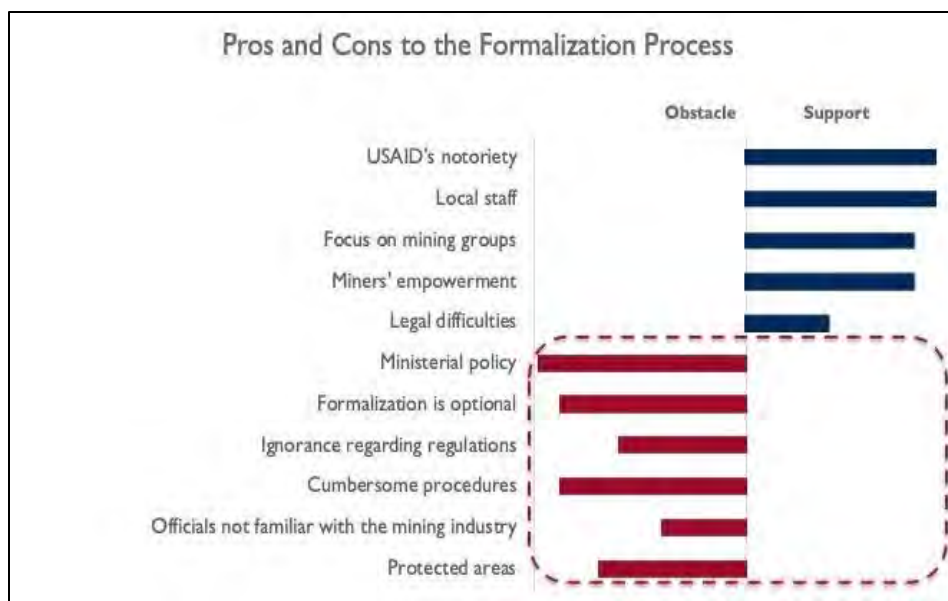 Pros and Cons to the Formalization Process
Obstacle Support
USAID's notoriety
Local staff
Focus on mining groups
Miners' empowerment
Legal difficulties
Ministerial policy
Formalization is optional
Ignorance regarding regulations
Cumbersome procedures
Officials not familiar with the mining industry
Protected areas